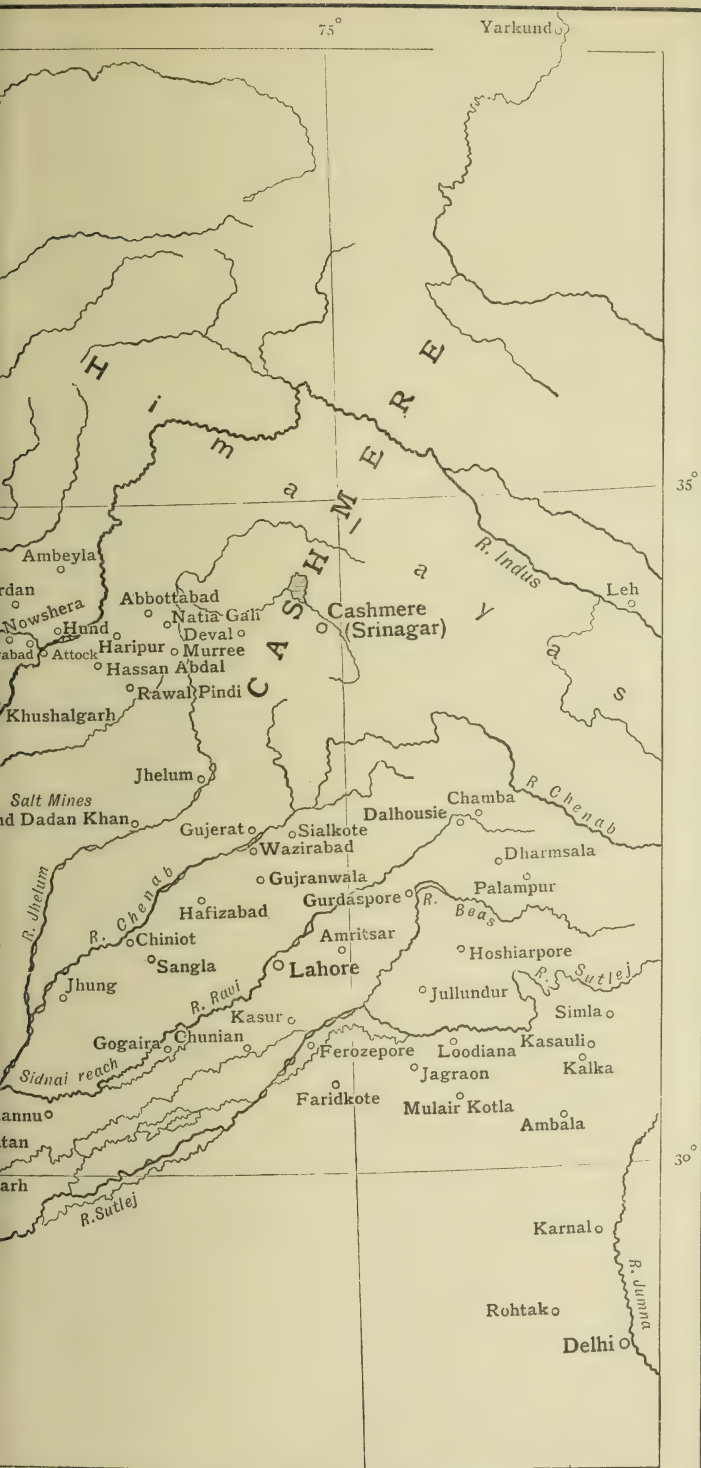 75°
Yarkund
CASHMERE
Himalayas
35°
Ambeyla
rdan
Nowshera
Abbottabad
Natia Gali
Hund
Deval
abad
Attock
Haripur
Murree
Hassan Abdal
Cashmere
(Srinagar)
R. Indus
Leh
Rawal Pindi
Khushalgarh
Jhelum
Salt Mines
nd Dadan Khan
R Chenab
Chamba
Dalhousie
Gujerat
Sialkote
Wazirabad
Dharmsala
R. Jhelum
R. Chenab
Gujranwala
Palampur
Hafizabad
Gurdaspore
R. Beas
Chiniot
Amritsar
Hoshiarpore
Sangla
Lahore
R. Sutlej
Jhung
R. Ravi
Jullundur
Kasur
Simla
Gogaira
Chunian
Ferozepore
Loodiana
Kasauli
Sidnai reach
Jagraon
Kalka
Faridkote
Mulair Kotla
annu
Ambala
tan
30°
arh
R. Sutlej
Karnal
R. Jumna
Rohtak
Delhi